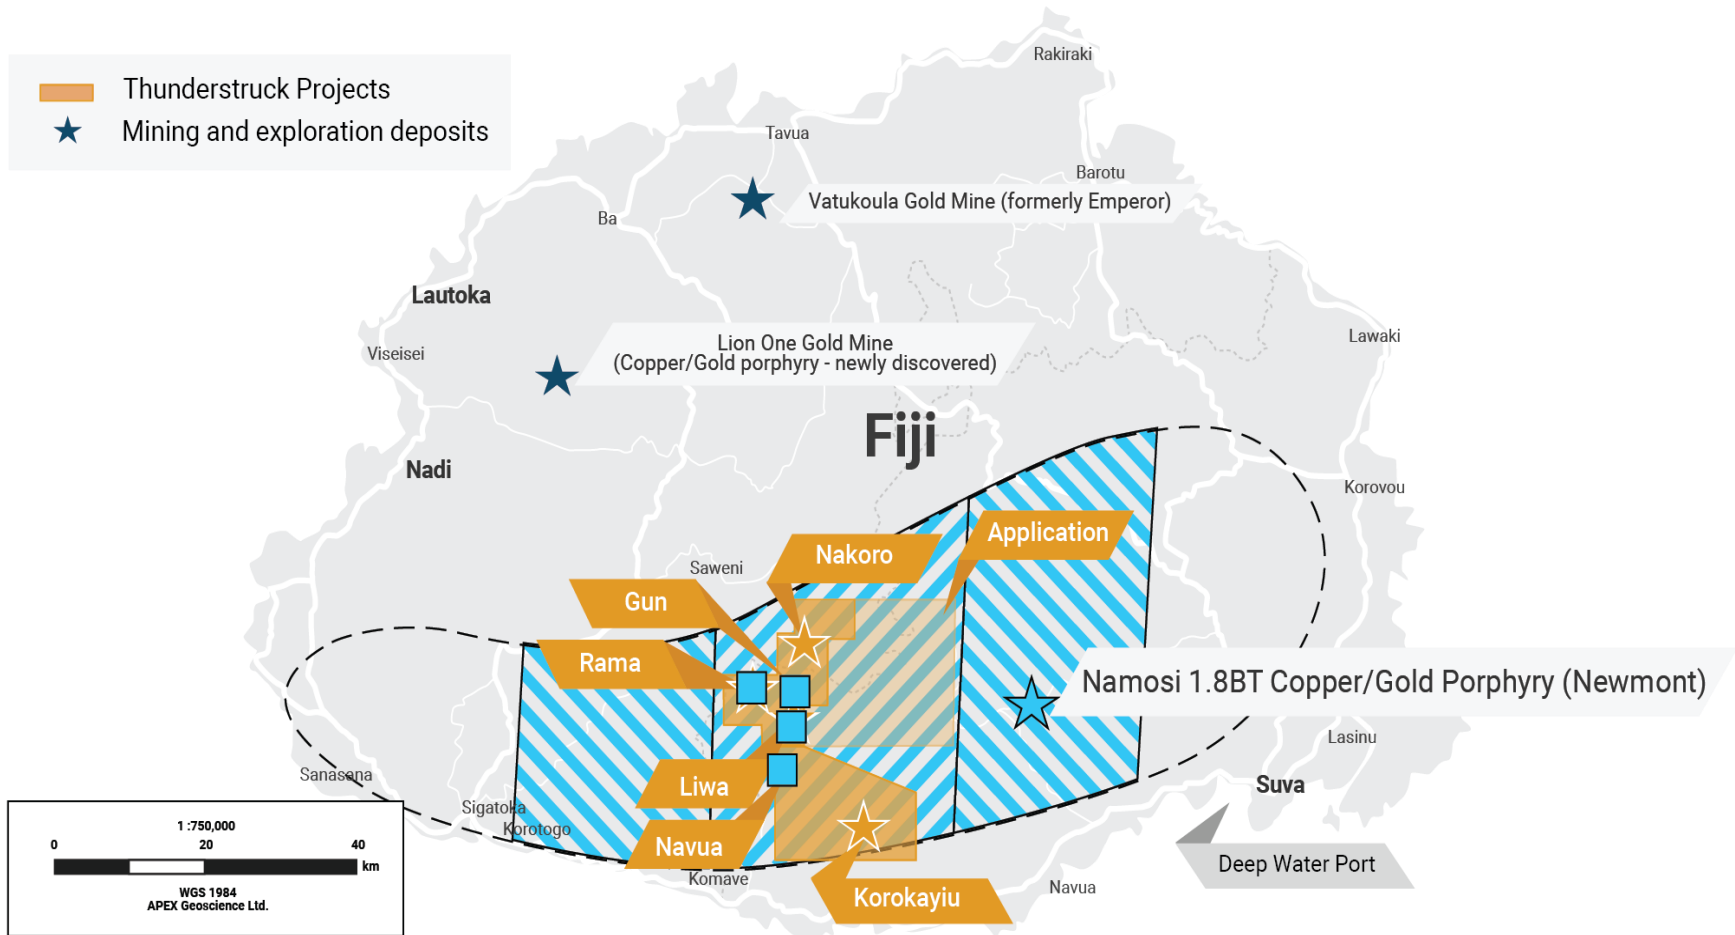 Thunderstruck Projects
Mining and exploration deposits
Rakiraki
Tavua
Barotu
Vatukoula Gold Mine (formerly Emperor)
Ba
Lautoka
Viseisei
Lion One Gold Mine
(Copper/Gold porphyry - newly discovered)
Lawaki
Fiji
Nadi
Korovou
Application
Nakoro
Saweni
Gun
Rama
Namosi 1.8BT Copper/Gold Porphyry (Newmont)
Lasinu
Sanasana
Suva
Liwa
Sigatoka
Korotogo
Navua
Deep Water Port
Komave
Navua
Korokayiu
1 :750,000
0 20 40
km
WGS 1984
APEX Geoscience Ltd.